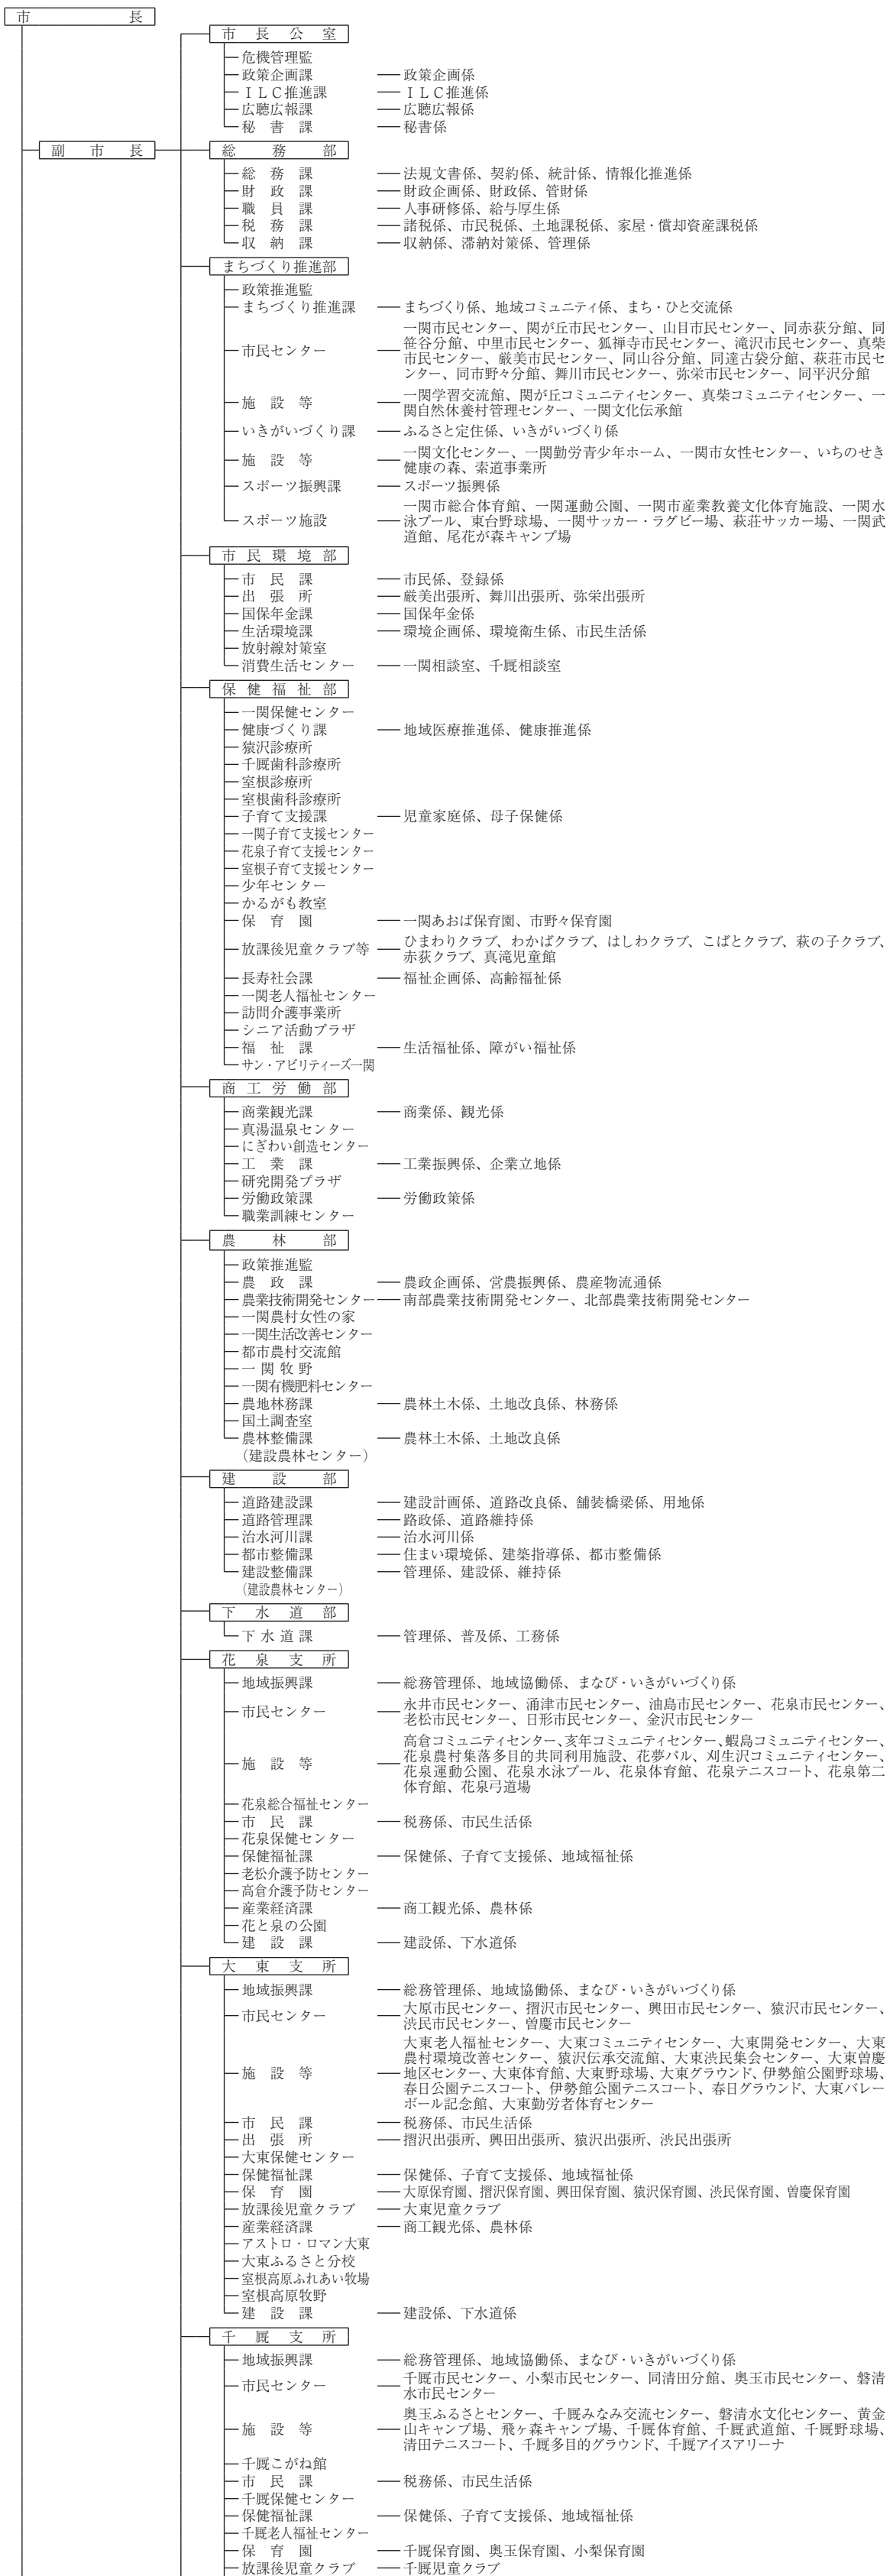 市長
市長公室
危機管理監
政策企画課 政策企画係
ＩＬＣ推進課 ＩＬＣ推進係
広聴広報課 広聴広報係
秘書課 秘書係
副市長 総務部
総務課 法規文書係、契約係、統計係、情報化推進係
財政課 財政企画係、財政係、管財係
職員課 人事研修係、給与厚生係
税務課 諸税係、市民税係、土地課税係、家屋・償却資産課税係
収納課 収納係、滞納対策係、管理係
まちづくり推進部
政策推進監
まちづくり推進課 まちづくり係、地域コミュニティ係、まち・ひと交流係
一関市民センター、関が丘市民センター、山目市民センター、同赤荻分館、同
笹谷分館、中里市民センター、狐禅寺市民センター、滝沢市民センター、真柴
市民センター 市民センター、厳美市民センター、同山谷分館、同達古袋分館、萩荘市民セ
ンター、同市野々分館、舞川市民センター、弥栄市民センター、同平沢分館
施設等 一関学習交流館、関が丘コミュニティセンター、真柴コミュニティセンター、一
関自然休養村管理センター、一関文化伝承館
いきがいづくり課 ふるさと定住係、いきがいづくり係
施設等 一関文化センター、一関勤労青少年ホーム、一関市女性センター、いちのせき
健康の森、索道事業所
スポーツ振興課 スポーツ振興係
一関市総合体育館、一関運動公園、一関市産業教養文化体育施設、一関水
スポーツ施設 泳プール、東台野球場、一関サッカー・ラグビー場、萩荘サッカー場、一関武
道館、尾花が森キャンプ場
市民環境部
市民課 市民係、登録係
出張所 厳美出張所、舞川出張所、弥栄出張所
国保年金課 国保年金係
生活環境課 環境企画係、環境衛生係、市民生活係
放射線対策室
消費生活センター 一関相談室、千厩相談室
保健福祉部
一関保健センター
健康づくり課 地域医療推進係、健康推進係
猿沢診療所
千厩歯科診療所
室根診療所
室根歯科診療所
子育て支援課 児童家庭係、母子保健係
一関子育て支援センター
花泉子育て支援センター
室根子育て支援センター
少年センター
かるがも教室
保育園 一関あおば保育園、市野々保育園
放課後児童クラブ等 ひまわりクラブ、わかばクラブ、はしわクラブ、こばとクラブ、萩の子クラブ、
赤荻クラブ、真滝児童館
長寿社会課 福祉企画係、高齢福祉係
一関老人福祉センター
訪問介護事業所
シニア活動プラザ
福祉課 生活福祉係、障がい福祉係
サン・アビリティーズ一関
商工労働部
商業観光課 商業係、観光係
真湯温泉センター
にぎわい創造センター
工業課 工業振興係、企業立地係
研究開発プラザ
労働政策課 労働政策係
職業訓練センター
農林部
政策推進監
農政課 農政企画係、営農振興係、農産物流通係
農業技術開発センター 南部農業技術開発センター、北部農業技術開発センター
一関農村女性の家
一関生活改善センター
都市農村交流館
一関牧野
一関有機肥料センター
農地林務課 農林土木係、土地改良係、林務係
国土調査室
農林整備課 農林土木係、土地改良係
（建設農林センター）
建設部
道路建設課 建設計画係、道路改良係、舗装橋梁係、用地係
道路管理課 路政係、道路維持係
治水河川課 治水河川係
都市整備課 住まい環境係、建築指導係、都市整備係
建設整備課 管理係、建設係、維持係
（建設農林センター）
下水道部
下水道課 管理係、普及係、工務係
花泉支所
地域振興課 総務管理係、地域協働係、まなび・いきがいづくり係
市民センター 永井市民センター、涌津市民センター、油島市民センター、花泉市民センター、
老松市民センター、日形市民センター、金沢市民センター
高倉コミュニティセンター、亥年コミュニティセンター、蝦島コミュニティセンター、
施設等 花泉農村集落多目的共同利用施設、花夢パル、刈生沢コミュニティセンター、
花泉運動公園、花泉水泳プール、花泉体育館、花泉テニスコート、花泉第二
体育館、花泉弓道場
花泉総合福祉センター
市民課 税務係、市民生活係
花泉保健センター
保健福祉課 保健係、子育て支援係、地域福祉係
老松介護予防センター
高倉介護予防センター
産業経済課 商工観光係、農林係
花と泉の公園
建設課 建設係、下水道係
大東支所
地域振興課 総務管理係、地域協働係、まなび・いきがいづくり係
市民センター 大原市民センター、摺沢市民センター、興田市民センター、猿沢市民センター、
渋民市民センター、曽慶市民センター
大東老人福祉センター、大東コミュニティセンター、大東開発センター、大東
農村環境改善センター、猿沢伝承交流館、大東渋民集会センター、大東曽慶
施設等 地区センター、大東体育館、大東野球場、大東グラウンド、伊勢館公園野球場、
春日公園テニスコート、伊勢館公園テニスコート、春日グラウンド、大東バレー
ボール記念館、大東勤労者体育センター
市民課 税務係、市民生活係
出張所 摺沢出張所、興田出張所、猿沢出張所、渋民出張所
大東保健センター
保健福祉課 保健係、子育て支援係、地域福祉係
保育園 大原保育園、摺沢保育園、興田保育園、猿沢保育園、渋民保育園、曽慶保育園
放課後児童クラブ 大東児童クラブ
産業経済課 商工観光係、農林係
アストロ・ロマン大東
大東ふるさと分校
室根高原ふれあい牧場
室根高原牧野
建設課 建設係、下水道係
千厩支所
地域振興課 総務管理係、地域協働係、まなび・いきがいづくり係
市民センター 千厩市民センター、小梨市民センター、同清田分館、奥玉市民センター、磐清
水市民センター
奥玉ふるさとセンター、千厩みなみ交流センター、磐清水文化センター、黄金
施設等 山キャンプ場、飛ヶ森キャンプ場、千厩体育館、千厩武道館、千厩野球場、
清田テニスコート、千厩多目的グラウンド、千厩アイスアリーナ
千厩こがね館
市民課 税務係、市民生活係
千厩保健センター
保健福祉課 保健係、子育て支援係、地域福祉係
千厩老人福祉センター
保育園 千厩保育園、奥玉保育園、小梨保育園
放課後児童クラブ 千厩児童クラブ